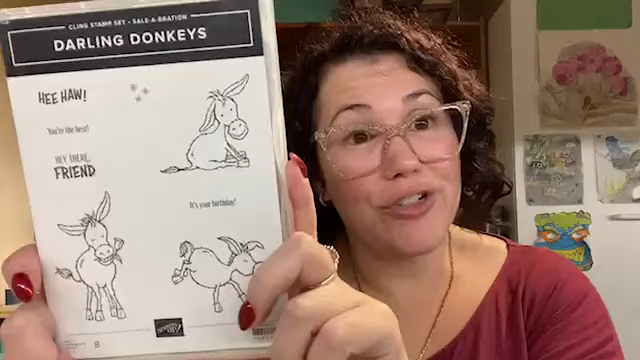 CLING STAMP SET • SALE-A-BRATION
DARLING DONKEYS
HEE HAW!
You're the best!
HEY THERE,
FRIEND
It's your birthday!
8